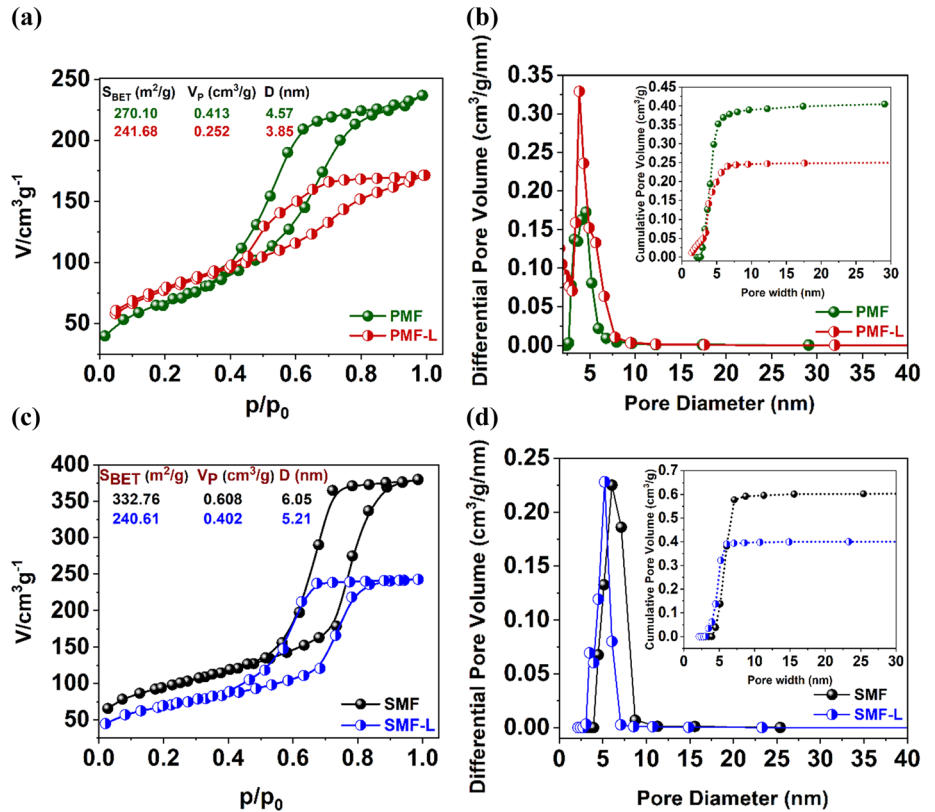 (a)
250
200
150
100
50
0.0 0.2 0.4 0.6 0.8 1.0
V/cm³g⁻¹
p/p₀
S_BET (m²/g) V_P (cm³/g) D (nm)
270.10 0.413 4.57
241.68 0.252 3.85
PMF
PMF-L
(b)
0.35
0.30
0.25
0.20
0.15
0.10
0.05
0.00
5 10 15 20 25 30 35 40
Differential Pore Volume (cm³/g/nm)
Pore Diameter (nm)
0.40
0.35
0.30
0.25
0.20
0.15
0.10
0.05
0.00
0 5 10 15 20 25 30
Cumulative Pore Volume (cm³/g)
Pore width (nm)
PMF
PMF-L
(c)
400
350
300
250
200
150
100
50
0.0 0.2 0.4 0.6 0.8 1.0
V/cm³g⁻¹
p/p₀
S_BET (m²/g) V_P (cm³/g) D (nm)
332.76 0.608 6.05
240.61 0.402 5.21
SMF
SMF-L
(d)
0.25
0.20
0.15
0.10
0.05
0.00
0 5 10 15 20 25 30 35 40
Differential Pore Volume (cm³/g/nm)
Pore Diameter (nm)
0.6
0.5
0.4
0.3
0.2
0.1
0.0
0 5 10 15 20 25 30
Cumulative Pore Volume (cm³/g)
Pore width (nm)
SMF
SMF-L